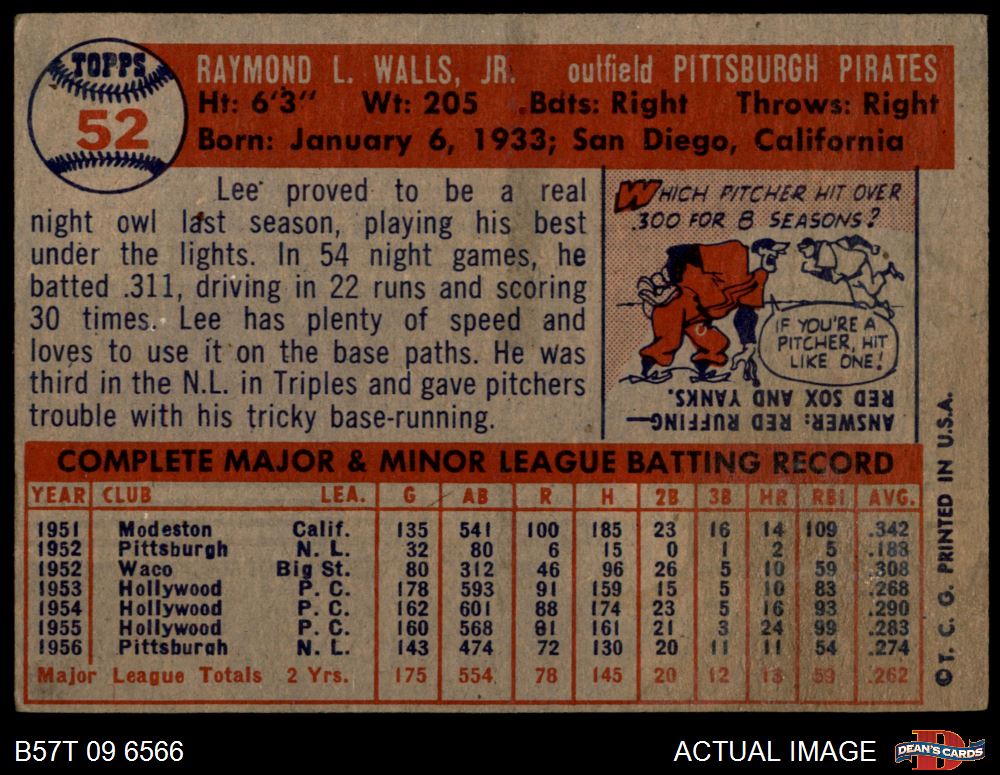 TOPPS
52
RAYMOND L. WALLS, JR. outfield PITTSBURGH PIRATES
Ht: 6'3" Wt: 205 Bats: Right Throws: Right
Born: January 6, 1933; San Diego, California
Lee proved to be a real
night owl last season, playing his best
under the lights. In 54 night games, he
batted .311, driving in 22 runs and scoring
30 times. Lee has plenty of speed and
loves to use it on the base paths. He was
third in the N.L. in Triples and gave pitchers
trouble with his tricky base-running.
WHICH PITCHER HIT OVER
.300 FOR 8 SEASONS?
IF YOU'RE A
PITCHER, HIT
LIKE ONE!
ANSWER: RED RUFFING—
RED SOX AND YANKS.
COMPLETE MAJOR & MINOR LEAGUE BATTING RECORD
YEAR CLUB LEA. G AB R H 2B 3B HR RBI AVG.
1951 Modeston Calif. 135 541 100 185 23 16 14 109 .342
1952 Pittsburgh N. L. 32 80 6 15 0 1 2 5 .188
1952 Waco Big St. 80 312 46 96 26 5 10 59 .308
1953 Hollywood P. C. 178 593 91 159 15 5 10 83 .268
1954 Hollywood P. C. 162 601 88 174 23 5 16 93 .290
1955 Hollywood P. C. 160 568 81 161 21 3 24 99 .283
1956 Pittsburgh N. L. 143 474 72 130 20 11 11 54 .274
Major League Totals 2 Yrs. 175 554 78 145 20 12 13 59 .262
© T. C. G. PRINTED IN U.S.A.
B57T 09 6566
ACTUAL IMAGE
DEAN'S CARDS